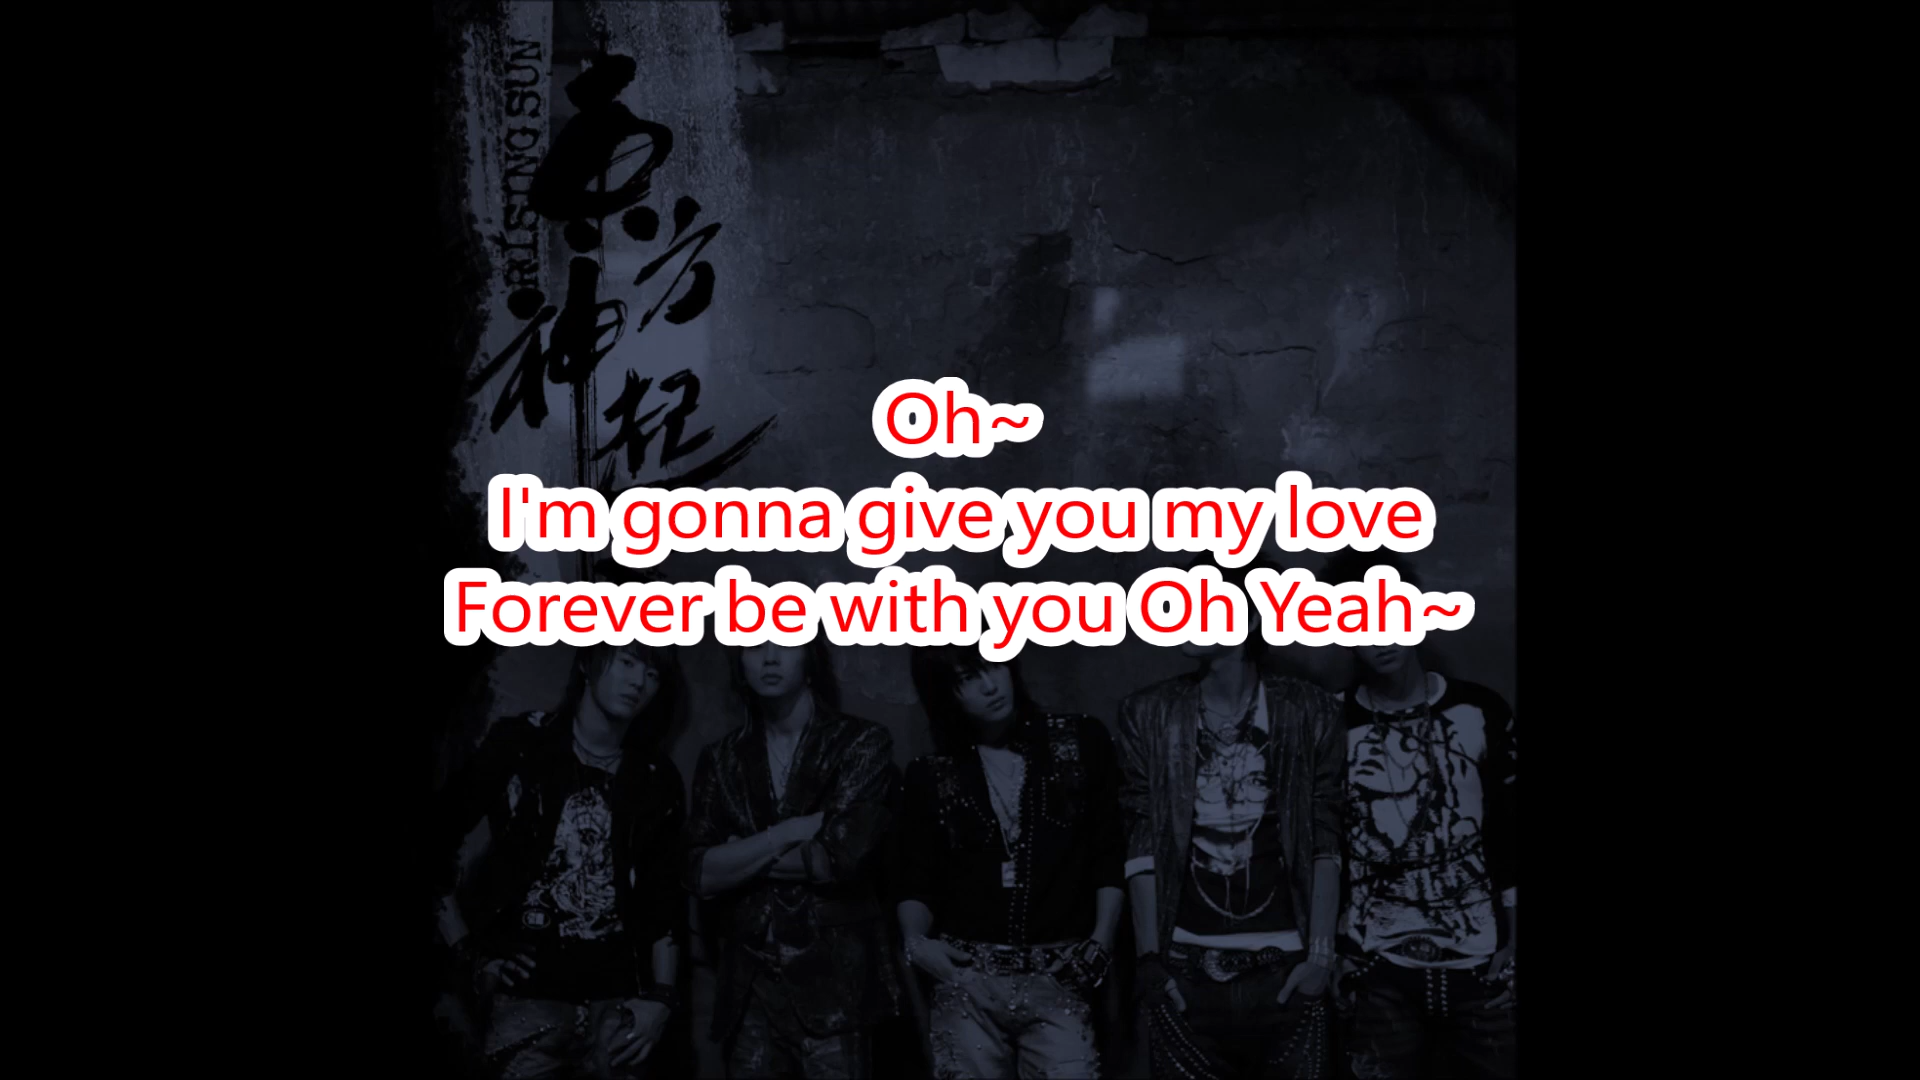 RISING SUN
東方神起
Oh~
I'm gonna give you my love
Forever be with you Oh Yeah~